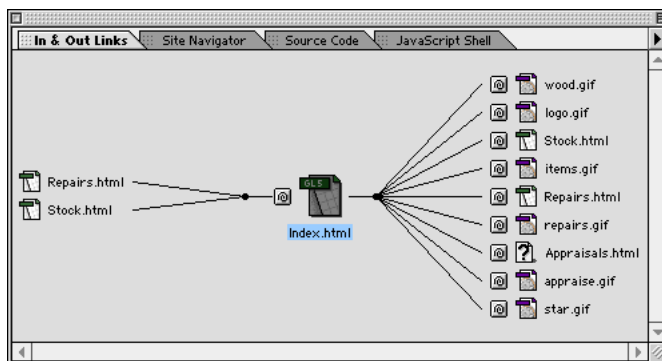 In & Out Links
Site Navigator
Source Code
JavaScript Shell
Repairs.html
Stock.html
GL5
Index.html
wood.gif
logo.gif
Stock.html
items.gif
Repairs.html
repairs.gif
Appraisals.html
appraise.gif
star.gif